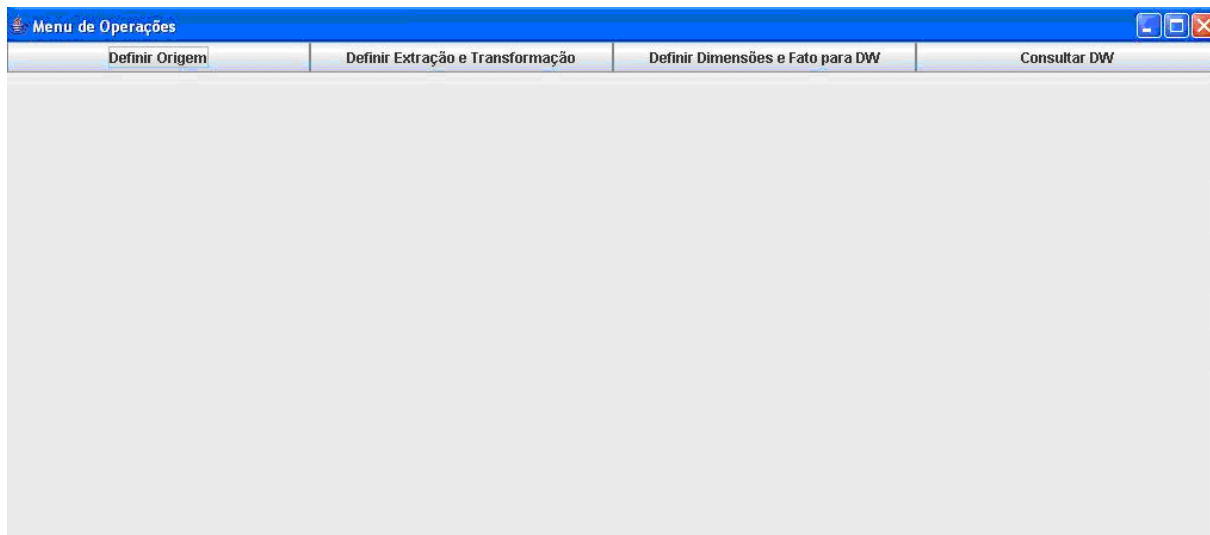 Menu de Operações
Definir Origem Definir Extração e Transformação Definir Dimensões e Fato para DW Consultar DW